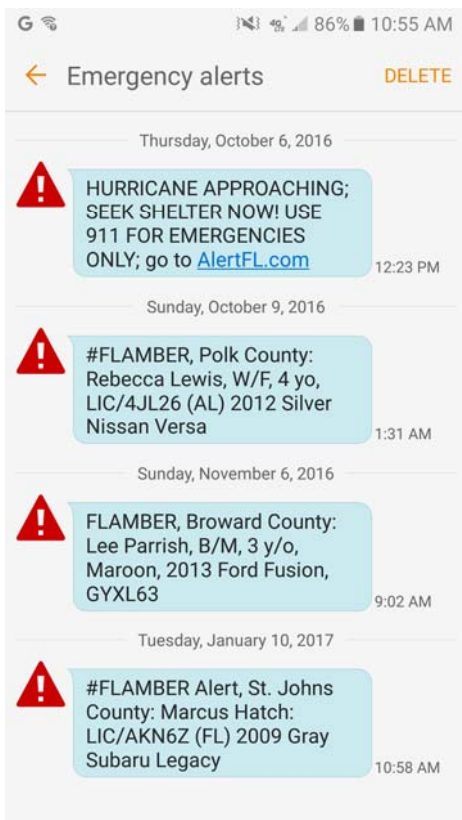 G 86% 10:55 AM
Emergency alerts DELETE
Thursday, October 6, 2016
HURRICANE APPROACHING;
SEEK SHELTER NOW! USE
911 FOR EMERGENCIES
ONLY; go to AlertFL.com
12:23 PM
Sunday, October 9, 2016
#FLAMBER, Polk County:
Rebecca Lewis, W/F, 4 yo,
LIC/4JL26 (AL) 2012 Silver
Nissan Versa
1:31 AM
Sunday, November 6, 2016
FLAMBER, Broward County:
Lee Parrish, B/M, 3 y/o,
Maroon, 2013 Ford Fusion,
GYXL63
9:02 AM
Tuesday, January 10, 2017
#FLAMBER Alert, St. Johns
County: Marcus Hatch:
LIC/AKN6Z (FL) 2009 Gray
Subaru Legacy
10:58 AM